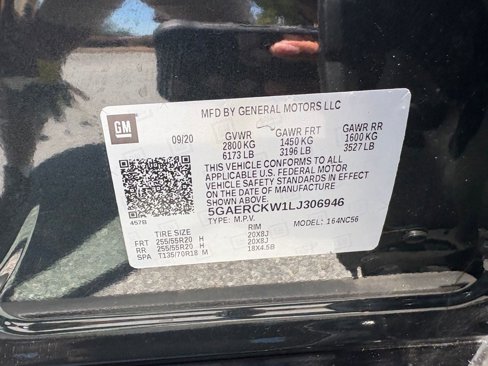 MFD BY GENERAL MOTORS LLC
GM
09/20 GVWR GAWR FRT GAWR RR
2800 KG 1450 KG 1600 KG
6173 LB 3196 LB 3527 LB
THIS VEHICLE CONFORMS TO ALL
APPLICABLE U.S. FEDERAL MOTOR
VEHICLE SAFETY STANDARDS IN EFFECT
ON THE DATE OF MANUFACTURE
SHOWN ABOVE.
5GAERCKW1LJ306946
457B TYPE: M.P.V. MODEL: 164NC56
TIRE SIZE RIM
FRT 255/55R20 H 20X8J
RR 255/55R20 H 20X8J
SPA T135/70R18 M 18X4.5B